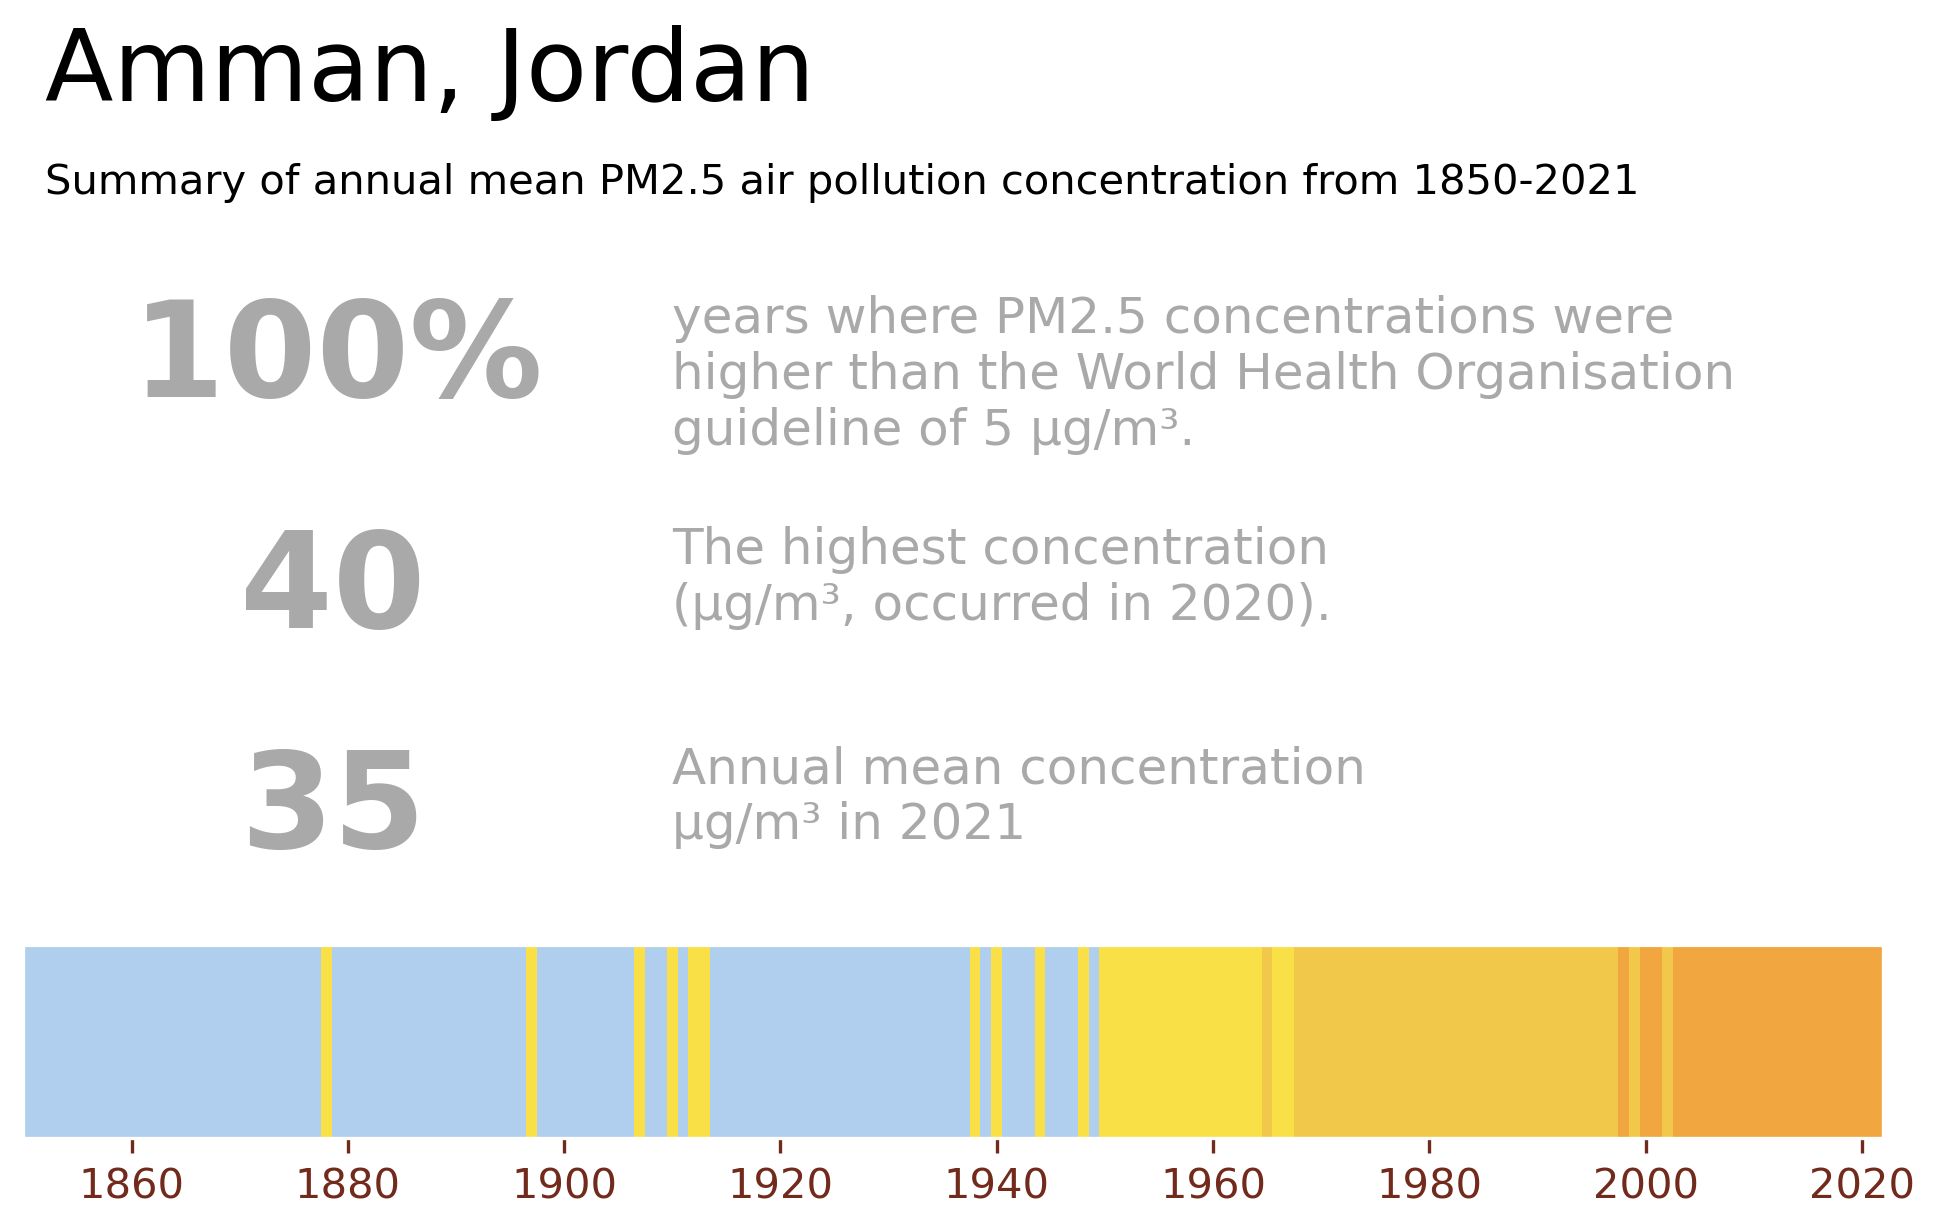 Amman, Jordan
Summary of annual mean PM2.5 air pollution concentration from 1850-2021
100%
years where PM2.5 concentrations were
higher than the World Health Organisation
guideline of 5 µg/m³.
40
The highest concentration
(µg/m³, occurred in 2020).
35
Annual mean concentration
µg/m³ in 2021
1860 1880 1900 1920 1940 1960 1980 2000 2020